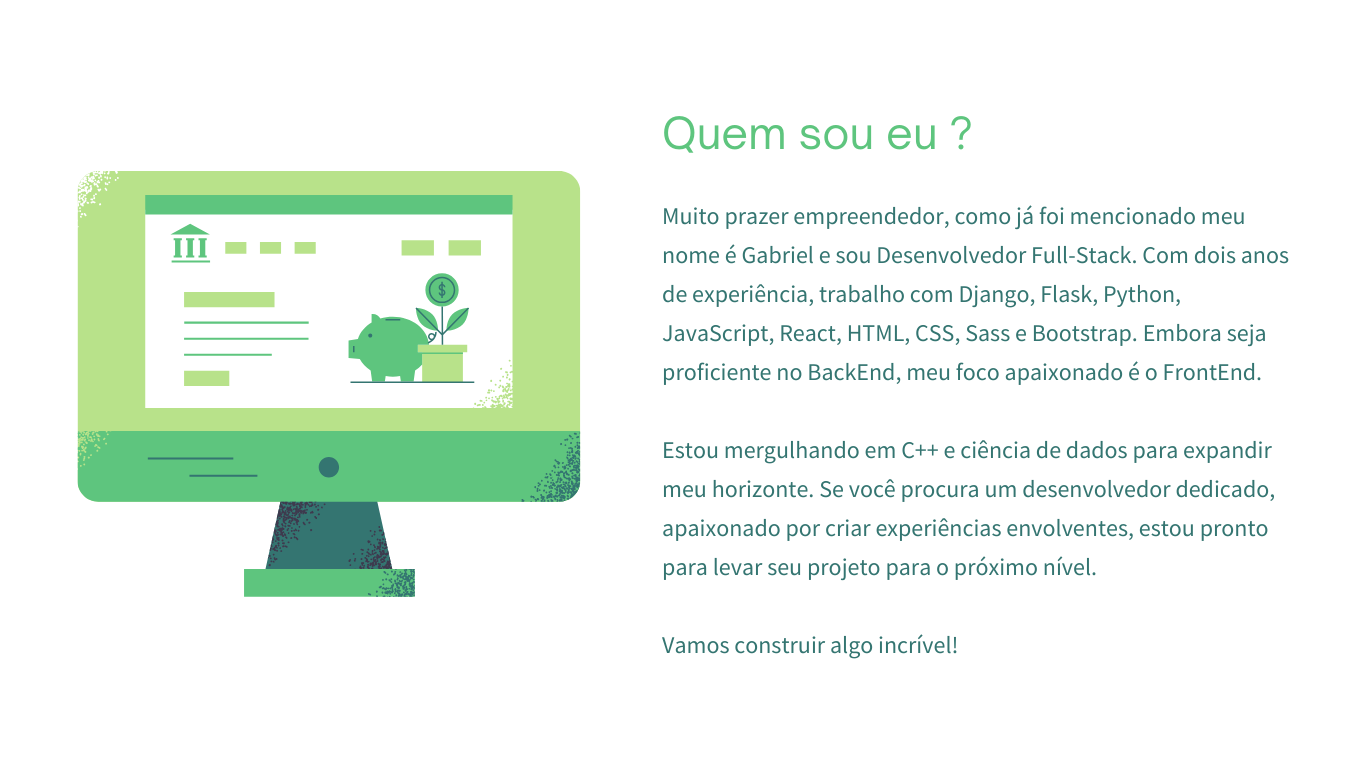 Quem sou eu ?
Muito prazer empreendedor, como já foi mencionado meu
nome é Gabriel e sou Desenvolvedor Full-Stack. Com dois anos
de experiência, trabalho com Django, Flask, Python,
JavaScript, React, HTML, CSS, Sass e Bootstrap. Embora seja
proficiente no BackEnd, meu foco apaixonado é o FrontEnd.
Estou mergulhando em C++ e ciência de dados para expandir
meu horizonte. Se você procura um desenvolvedor dedicado,
apaixonado por criar experiências envolventes, estou pronto
para levar seu projeto para o próximo nível.
Vamos construir algo incrível!
$